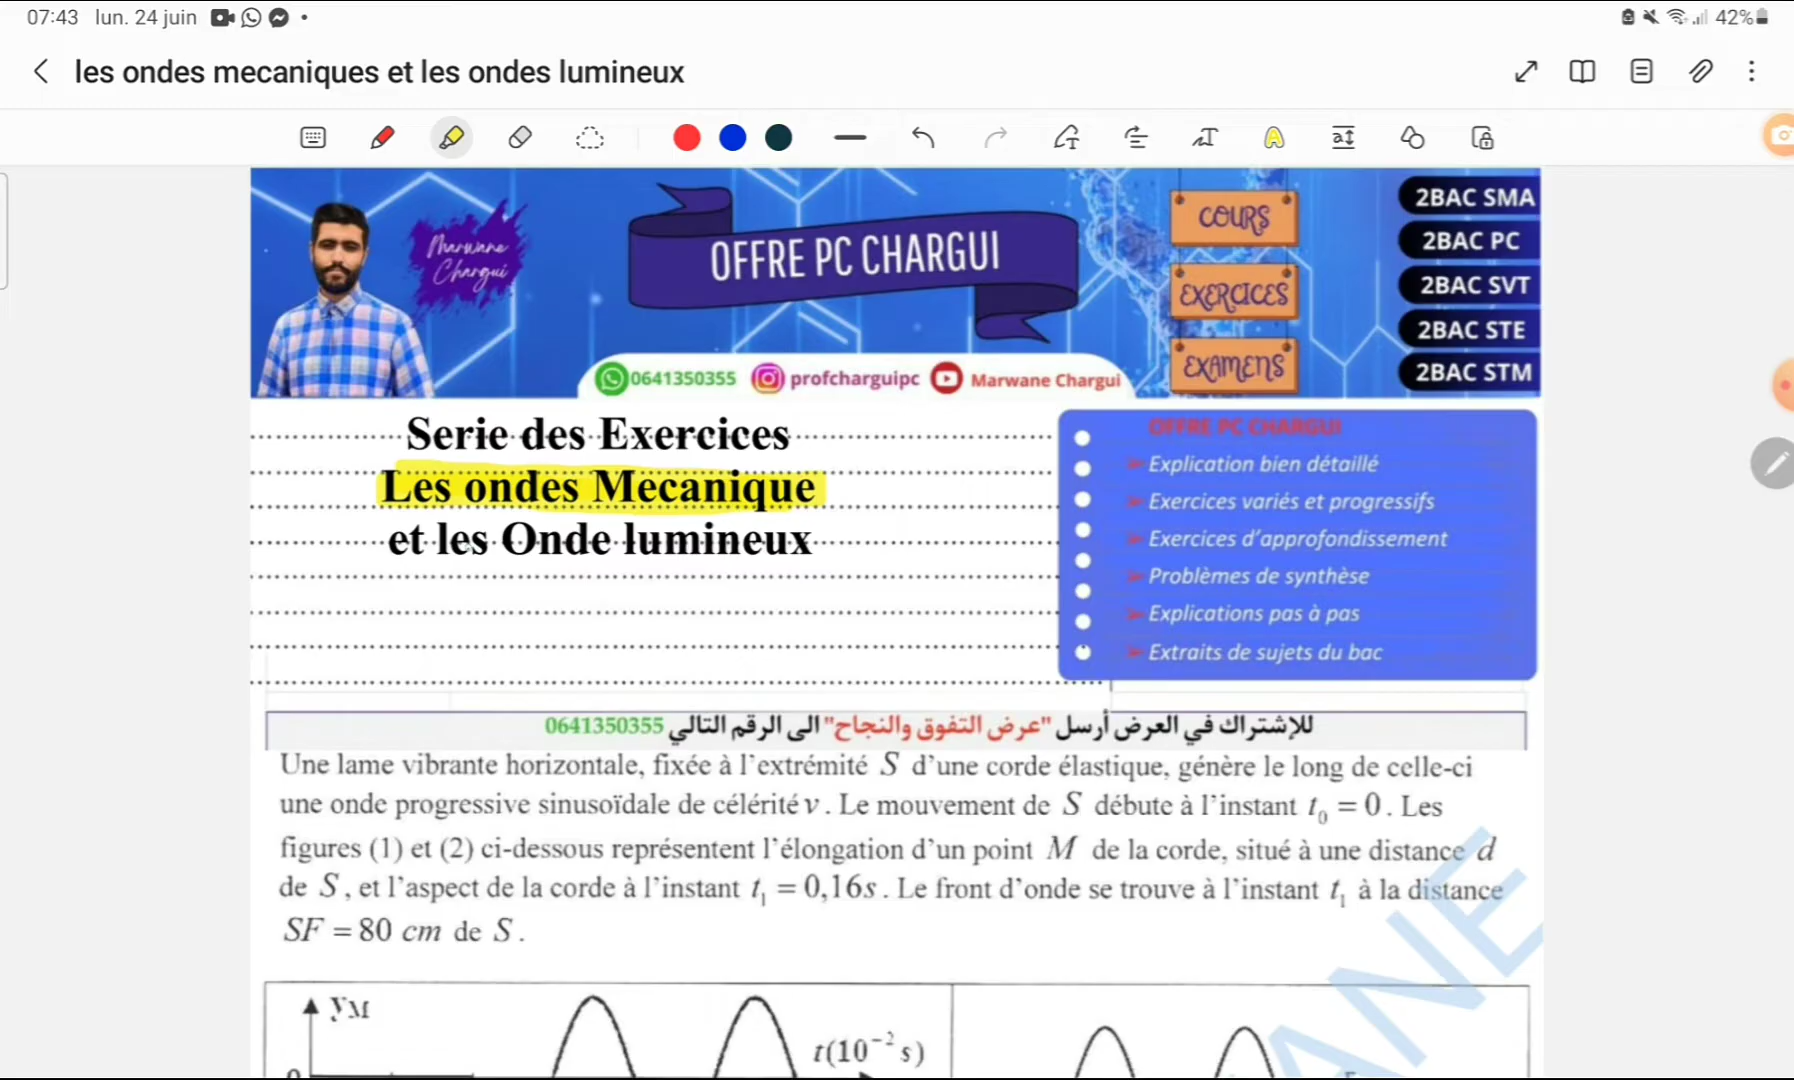 07:43 lun. 24 juin
42%
les ondes mecaniques et les ondes lumineux
Marwane
Chargui
OFFRE PC CHARGUI
COURS
EXERCICES
EXAMENS
2BAC SMA
2BAC PC
2BAC SVT
2BAC STE
2BAC STM
0641350355 profcharguipc Marwane Chargui
Serie des Exercices
Les ondes Mecanique
et les Onde lumineux
OFFRE PC CHARGUI
Explication bien détaillé
Exercices variés et progressifs
Exercices d'approfondissement
Problèmes de synthèse
Explications pas à pas
Extraits de sujets du bac
للإشتراك في العرض أرسل "عرض التفوق والنجاح" الى الرقم التالي 0641350355
Une lame vibrante horizontale, fixée à l'extrémité S d'une corde élastique, génère le long de celle-ci
une onde progressive sinusoïdale de célérité v. Le mouvement de S débute à l'instant t₀ = 0. Les
figures (1) et (2) ci-dessous représentent l'élongation d'un point M de la corde, situé à une distance d
de S, et l'aspect de la corde à l'instant t₁ = 0,16s. Le front d'onde se trouve à l'instant t₁ à la distance
SF = 80 cm de S.
yM
t(10⁻² s)
0
ANE